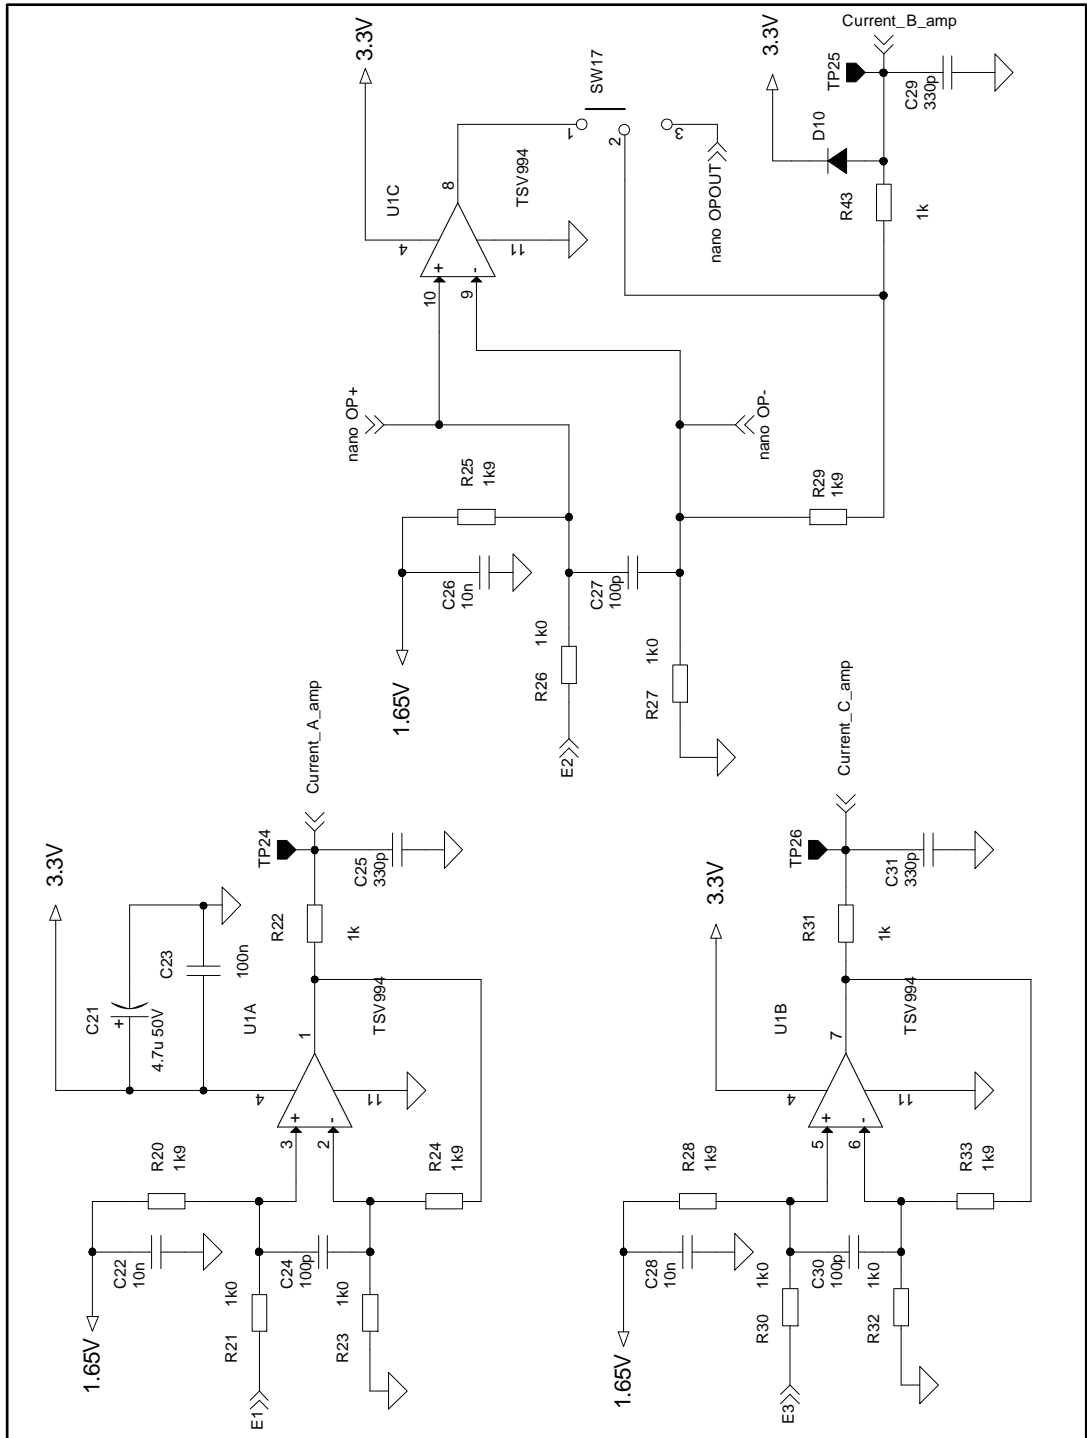 Current_B_amp
3.3V
TP25
C29
330p
SW17
D10
1
2
3
U1C
8
TSV994
nano OPOUT
R43
1k
4
11
+
-
10
9
nano OP+
nano OP-
R25
1k9
R29
1k9
C26
10n
C27
100p
1.65V
R26
1k0
R27
1k0
E2
Current_A_amp
3.3V
TP24
C25
330p
R22
1k
C21
+
4.7u 50V
C23
100n
U1A
1
TSV994
4
11
+
-
3
2
R20
1k9
R24
1k9
C22
10n
C24
100p
1.65V
R21
1k0
R23
1k0
E1
Current_C_amp
3.3V
TP26
C31
330p
R31
1k
U1B
7
TSV994
4
11
+
-
5
6
R28
1k9
R33
1k9
C28
10n
C30
100p
1.65V
R30
1k0
R32
1k0
E3